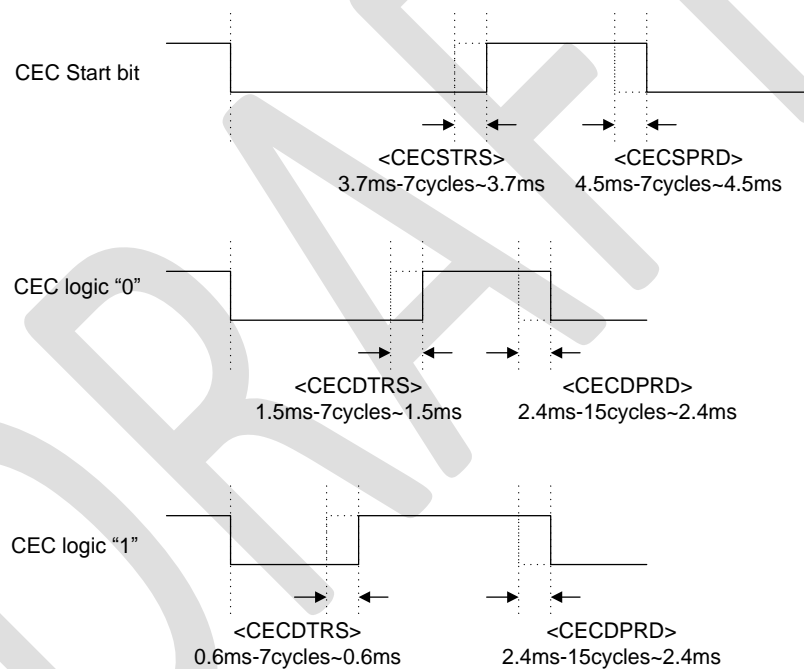 CEC Start bit
<CECSTRS>
3.7ms-7cycles~3.7ms
<CECSPRD>
4.5ms-7cycles~4.5ms
CEC logic “0”
<CECDTRS>
1.5ms-7cycles~1.5ms
<CECDPRD>
2.4ms-15cycles~2.4ms
CEC logic “1”
<CECDTRS>
0.6ms-7cycles~0.6ms
<CECDPRD>
2.4ms-15cycles~2.4ms
DRAFT